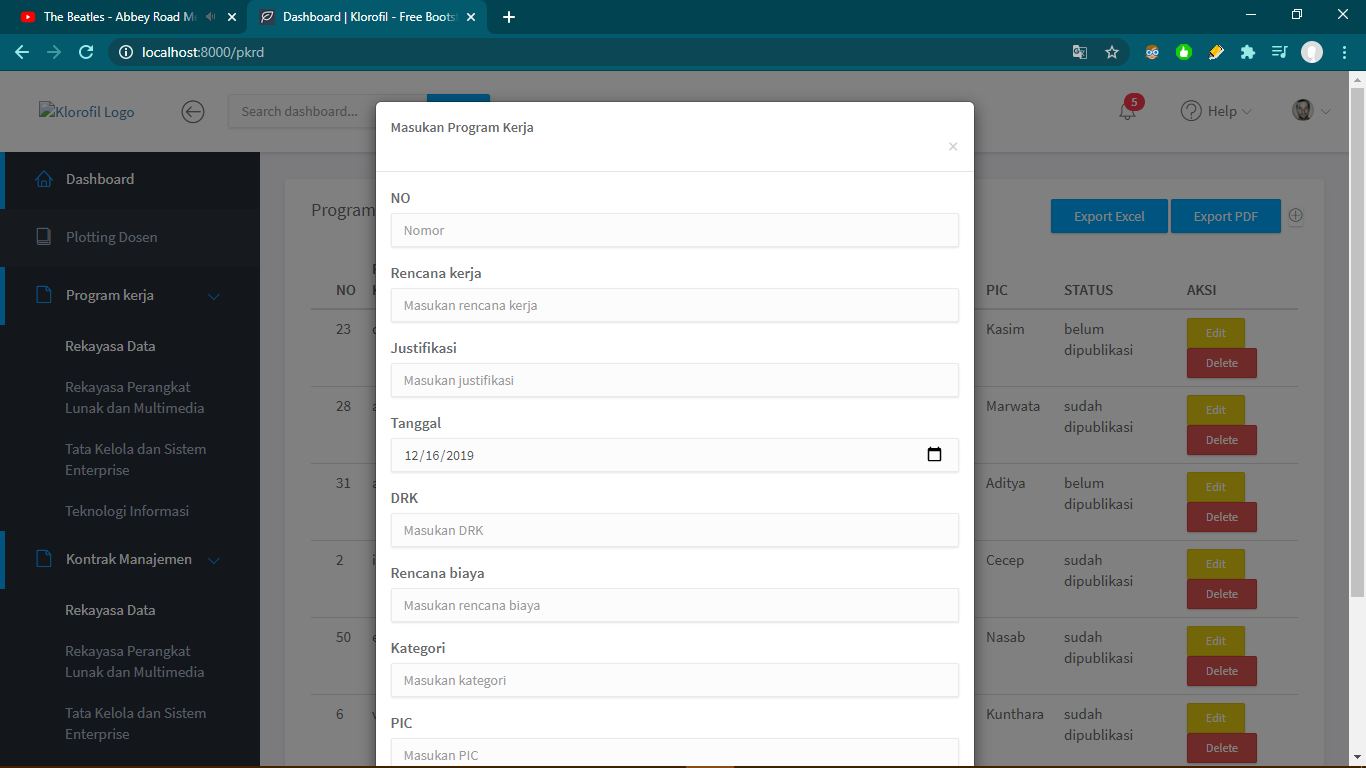 The Beatles - Abbey Road M
Dashboard | Klorofil - Free Boots
localhost:8000/pkrd
Klorofil Logo
Search dashboard...
5
Help
Dashboard
Plotting Dosen
Program kerja
Rekayasa Data
Rekayasa Perangkat
Lunak dan Multimedia
Tata Kelola dan Sistem
Enterprise
Teknologi Informasi
Kontrak Manajemen
Rekayasa Data
Rekayasa Perangkat
Lunak dan Multimedia
Tata Kelola dan Sistem
Enterprise
Masukan Program Kerja
×
NO
Nomor
Rencana kerja
Masukan rencana kerja
Justifikasi
Masukan justifikasi
Tanggal
12/16/2019
DRK
Masukan DRK
Rencana biaya
Masukan rencana biaya
Kategori
Masukan kategori
PIC
Masukan PIC
Program
Export Excel Export PDF
NO PIC STATUS AKSI
23 Kasim belum dipublikasi Edit Delete
28 Marwata sudah dipublikasi Edit Delete
31 Aditya belum dipublikasi Edit Delete
2 Cecep sudah dipublikasi Edit Delete
50 Nasab sudah dipublikasi Edit Delete
6 Kunthara sudah dipublikasi Edit Delete